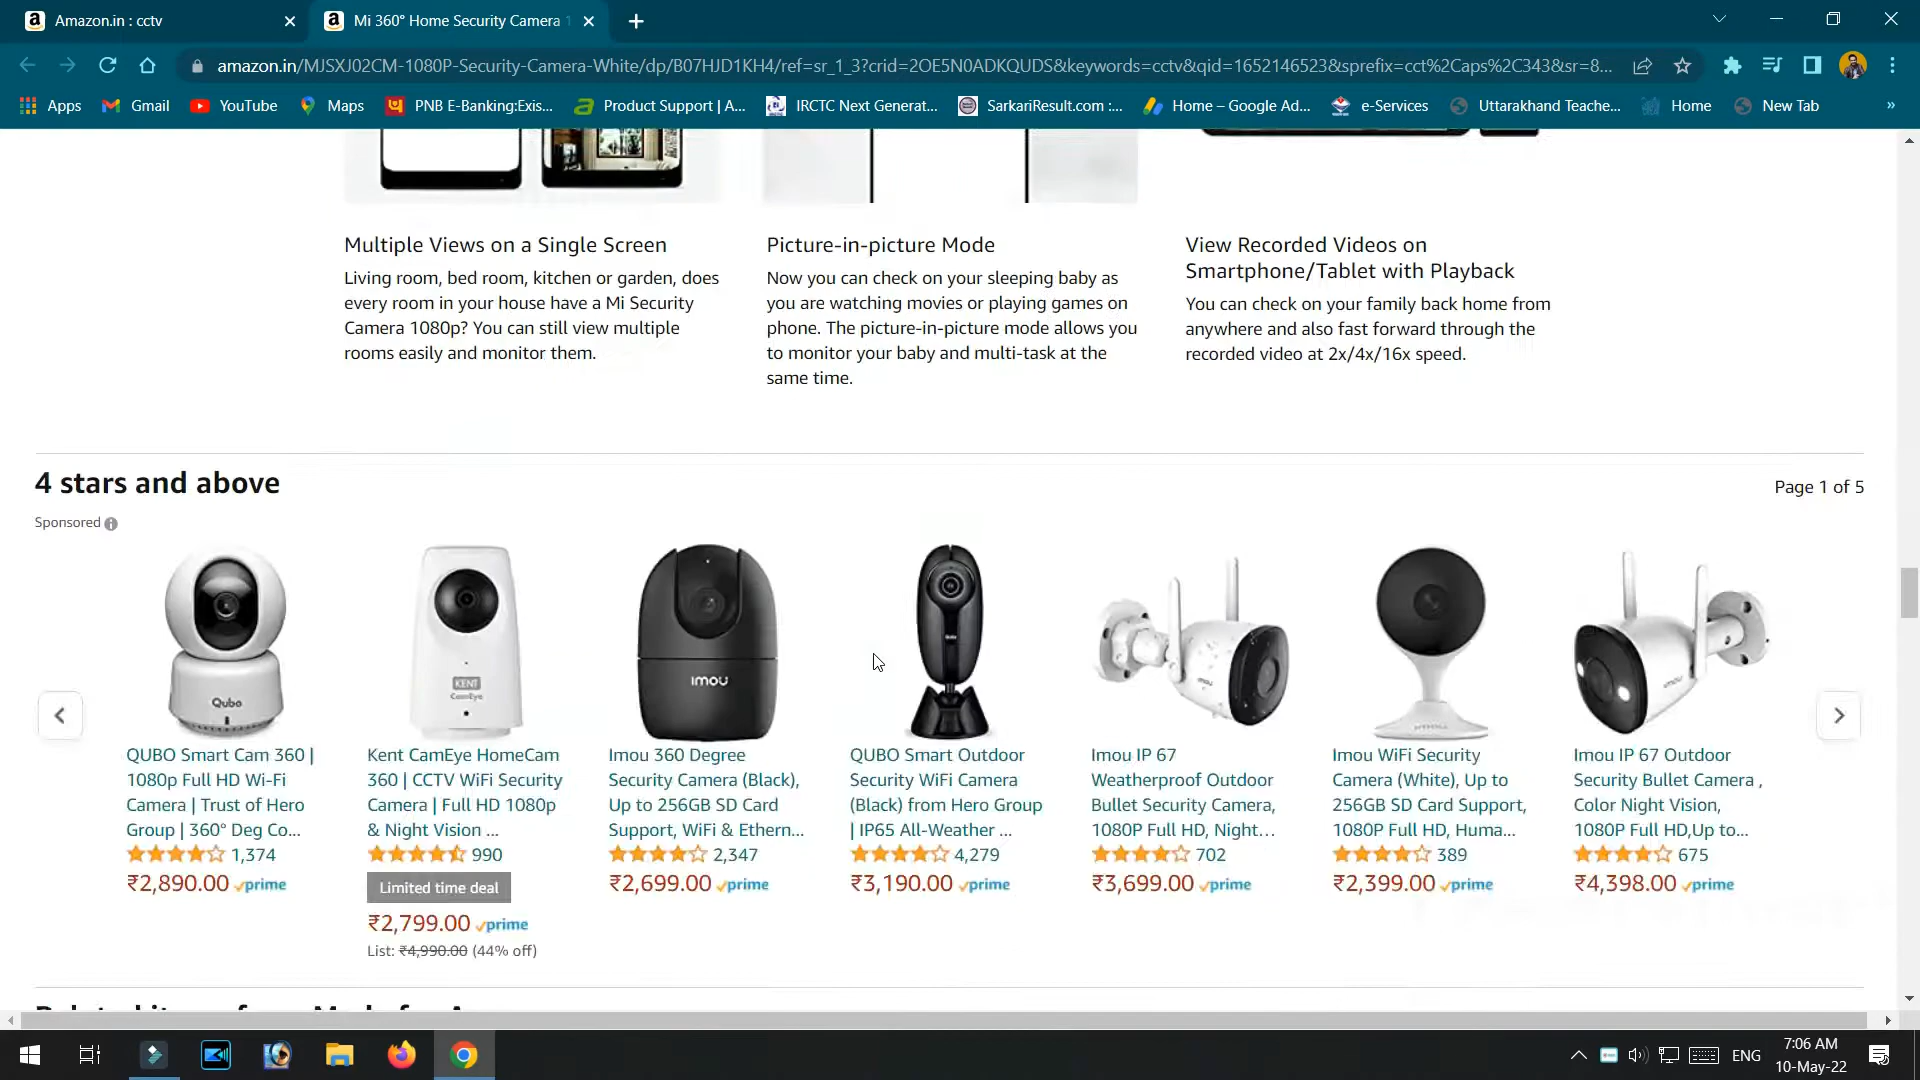 Amazon.in : cctv
Mi 360° Home Security Camera 1
amazon.in/MJSXJ02CM-1080P-Security-Camera-White/dp/B07HJD1KH4/ref=sr_1_3?crid=2OE5N0ADKQUDS&keywords=cctv&qid=1652146523&sprefix=cct%2Caps%2C343&sr=8...
Apps Gmail YouTube Maps PNB E-Banking:Exis... Product Support | A... IRCTC Next Generat... SarkariResult.com :... Home – Google Ad... e-Services Uttarakhand Teache... Home New Tab »
Multiple Views on a Single Screen
Living room, bed room, kitchen or garden, does
every room in your house have a Mi Security
Camera 1080p? You can still view multiple
rooms easily and monitor them.
Picture-in-picture Mode
Now you can check on your sleeping baby as
you are watching movies or playing games on
phone. The picture-in-picture mode allows you
to monitor your baby and multi-task at the
same time.
View Recorded Videos on
Smartphone/Tablet with Playback
You can check on your family back home from
anywhere and also fast forward through the
recorded video at 2x/4x/16x speed.
4 stars and above
Page 1 of 5
Sponsored
Qubo
QUBO Smart Cam 360 |
1080p Full HD Wi-Fi
Camera | Trust of Hero
Group | 360° Deg Co...
1,374
₹2,890.00 prime
KENT
CamEye
Kent CamEye HomeCam
360 | CCTV WiFi Security
Camera | Full HD 1080p
& Night Vision ...
990
Limited time deal
₹2,799.00 prime
List: ₹4,990.00 (44% off)
imou
Imou 360 Degree
Security Camera (Black),
Up to 256GB SD Card
Support, WiFi & Ethern...
2,347
₹2,699.00 prime
QUBO Smart Outdoor
Security WiFi Camera
(Black) from Hero Group
| IP65 All-Weather ...
4,279
₹3,190.00 prime
Imou IP 67
Weatherproof Outdoor
Bullet Security Camera,
1080P Full HD, Night...
702
₹3,699.00 prime
Imou WiFi Security
Camera (White), Up to
256GB SD Card Support,
1080P Full HD, Huma...
389
₹2,399.00 prime
Imou IP 67 Outdoor
Security Bullet Camera ,
Color Night Vision,
1080P Full HD,Up to...
675
₹4,398.00 prime
ENG
7:06 AM
10-May-22